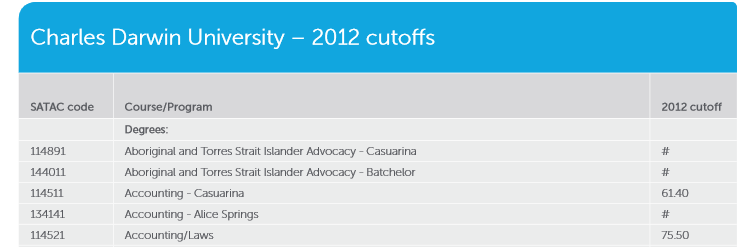 Charles Darwin University – 2012 cutoffs
SATAC code Course/Program 2012 cutoff
Degrees:
114891 Aboriginal and Torres Strait Islander Advocacy - Casuarina #
144011 Aboriginal and Torres Strait Islander Advocacy - Batchelor #
114511 Accounting - Casuarina 61.40
134141 Accounting - Alice Springs #
114521 Accounting/Laws 75.50